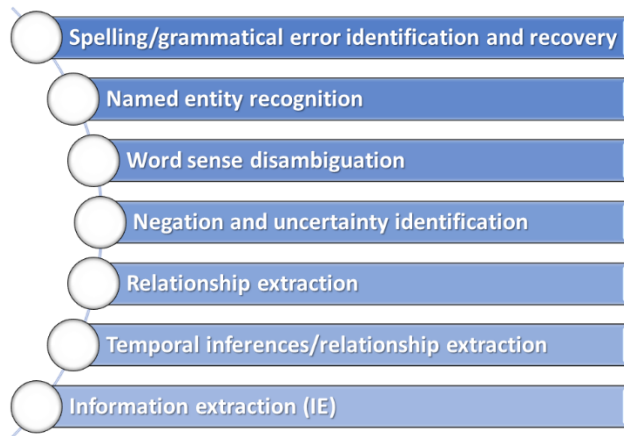 Spelling/grammatical error identification and recovery
Named entity recognition
Word sense disambiguation
Negation and uncertainty identification
Relationship extraction
Temporal inferences/relationship extraction
Information extraction (IE)